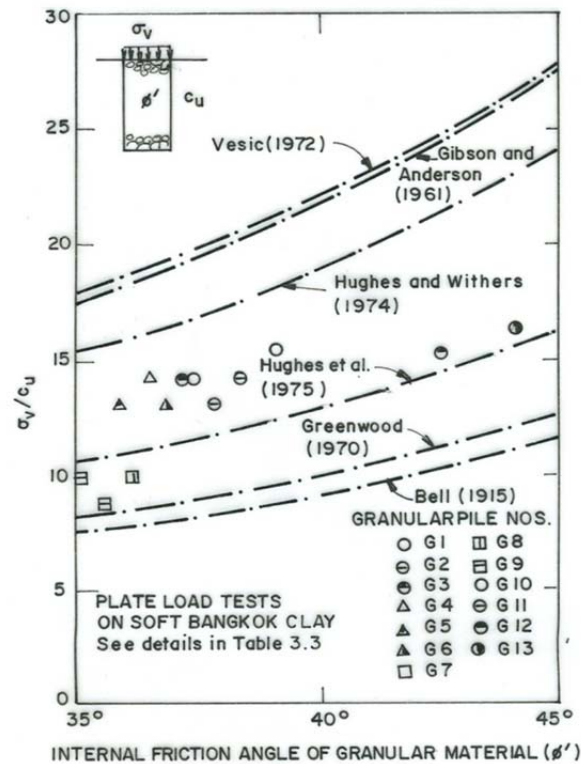 30
25
20
15
10
5
0
σv/cu
σv
ø'
cu
Vesic(1972)
Gibson and
Anderson
(1961)
Hughes and Withers
(1974)
Hughes et al.
(1975)
Greenwood
(1970)
Bell (1915)
GRANULARPILE NOS.
G1
G8
G2
G9
G3
G10
G4
G11
G5
G12
G6
G13
G7
PLATE LOAD TESTS
ON SOFT BANGKOK CLAY
See details in Table 3.3
35°
40°
45°
INTERNAL FRICTION ANGLE OF GRANULAR MATERIAL (ø')